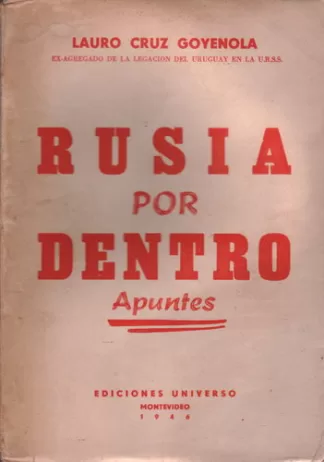 LAURO CRUZ GOYENOLA
EX-AGREGADO DE LA LEGACION DEL URUGUAY EN LA U.R.S.S.
RUSIA
POR
DENTRO
Apuntes
EDICIONES UNIVERSO
MONTEVIDEO
1946